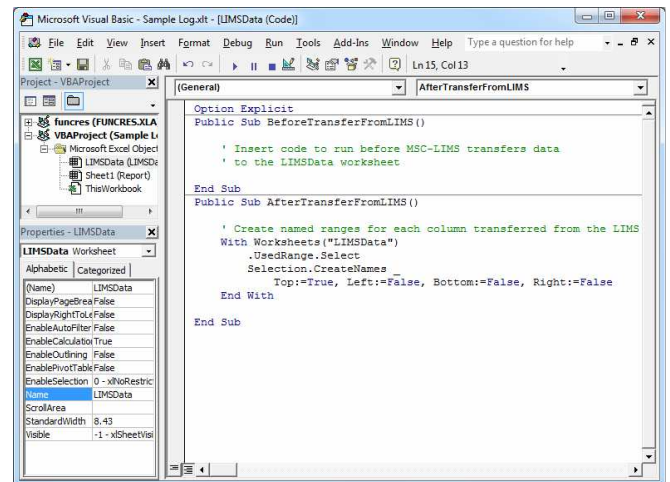 Microsoft Visual Basic - Sample Log.xlt - [LIMSData (Code)]
File Edit View Insert Format Debug Run Tools Add-Ins Window Help Type a question for help
Ln 15, Col 13
Project - VBAProject
(General) AfterTransferFromLIMS
funcres (FUNCRES.XLA
VBAProject (Sample L
Microsoft Excel Object
LIMSData (LIMSDa
Sheet1 (Report)
ThisWorkbook
Option Explicit
Public Sub BeforeTransferFromLIMS()
' Insert code to run before MSC-LIMS transfers data
' to the LIMSData worksheet
End Sub
Public Sub AfterTransferFromLIMS()
' Create named ranges for each column transferred from the LIMS
With Worksheets("LIMSData")
.UsedRange.Select
Selection.CreateNames _
Top:=True, Left:=False, Bottom:=False, Right:=False
End With
End Sub
Properties - LIMSData
LIMSData Worksheet
Alphabetic Categorized
(Name) LIMSData
DisplayPageBrea False
DisplayRightToLe False
EnableAutoFilter False
EnableCalculatio True
EnableOutlining False
EnablePivotTable False
EnableSelection 0 - xlNoRestric
Name LIMSData
ScrollArea
StandardWidth 8.43
Visible -1 - xlSheetVisi